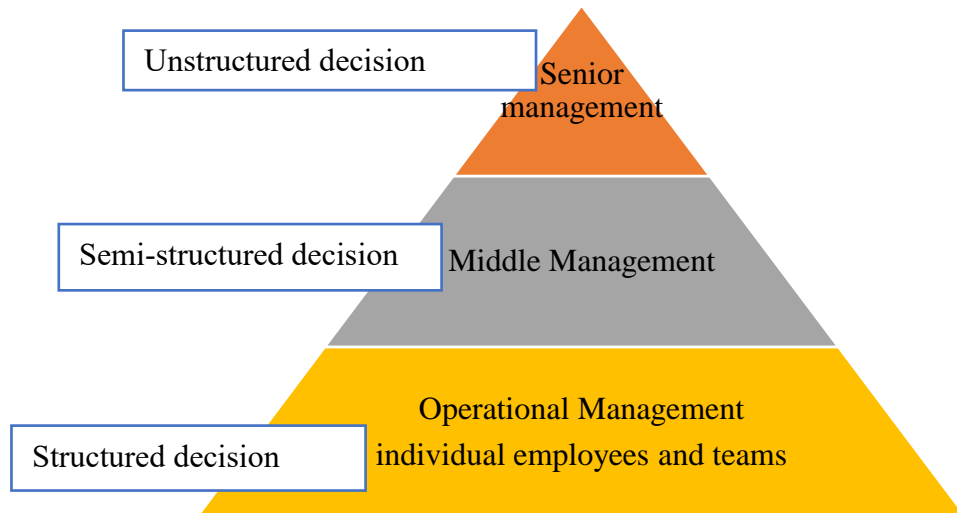 Unstructured decision
Senior
management
Semi-structured decision
Middle Management
Operational Management
individual employees and teams
Structured decision